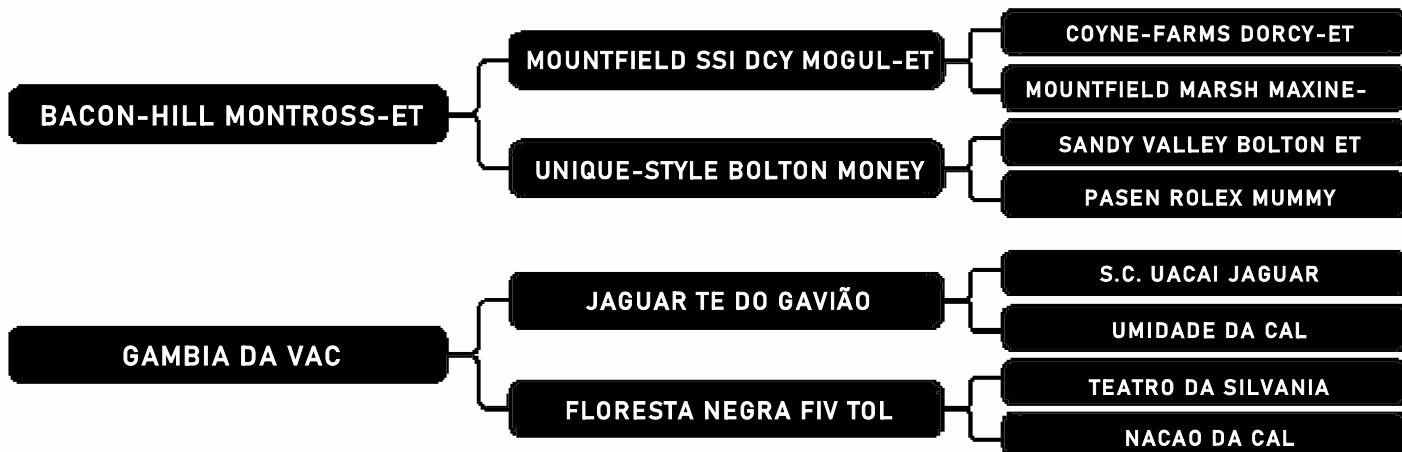 COYNE-FARMS DORCY-ET
MOUNTFIELD SSI DCY MOGUL-ET
MOUNTFIELD MARSH MAXINE-
BACON-HILL MONTROSS-ET
SANDY VALLEY BOLTON ET
UNIQUE-STYLE BOLTON MONEY
PASEN ROLEX MUMMY
S.C. UACAI JAGUAR
JAGUAR TE DO GAVIÃO
UMIDADE DA CAL
GAMBIA DA VAC
TEATRO DA SILVANIA
FLORESTA NEGRA FIV TOL
NACAO DA CAL